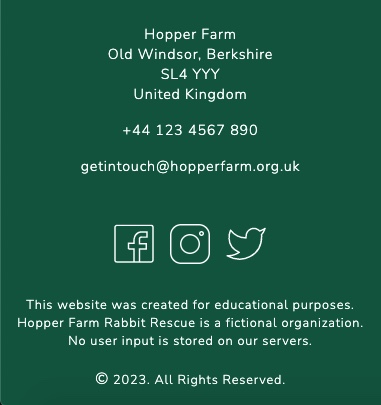 Hopper Farm
Old Windsor, Berkshire
SL4 YYY
United Kingdom
+44 123 4567 890
getintouch@hopperfarm.org.uk
This website was created for educational purposes.
Hopper Farm Rabbit Rescue is a fictional organization.
No user input is stored on our servers.
© 2023. All Rights Reserved.